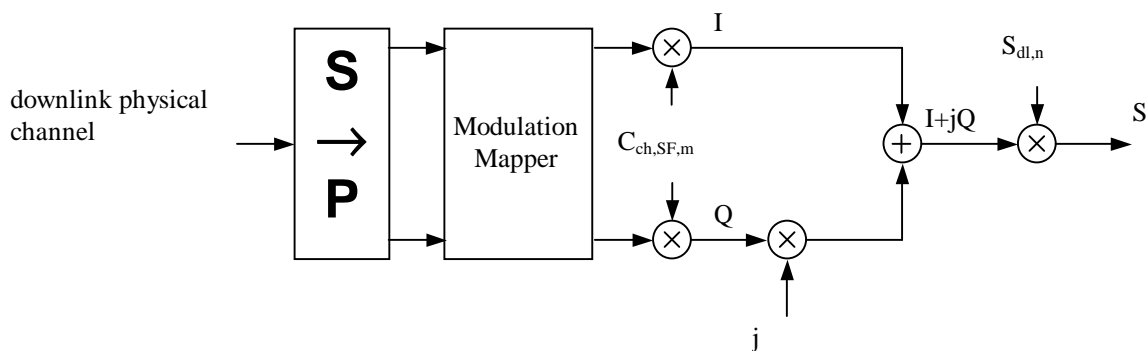 downlink physical
channel
S
→
P
Modulation
Mapper
I
C_ch,SF,m
Q
j
I+jQ
S_dl,n
S